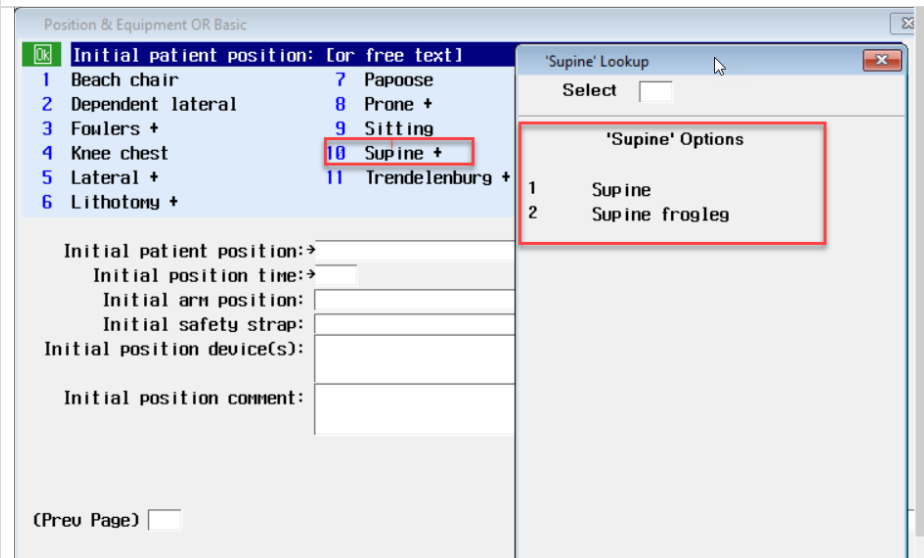 Position & Equipment OR Basic
Ok Initial patient position: [or free text]
1 Beach chair
2 Dependent lateral
3 Fowlers +
4 Knee chest
5 Lateral +
6 Lithotomy +
7 Papoose
8 Prone +
9 Sitting
10 Supine +
11 Trendelenburg +
Initial patient position:→
Initial position time:→
Initial arm position:
Initial safety strap:
Initial position device(s):
Initial position comment:
(Prev Page)
'Supine' Lookup
Select
'Supine' Options
1 Supine
2 Supine frogleg